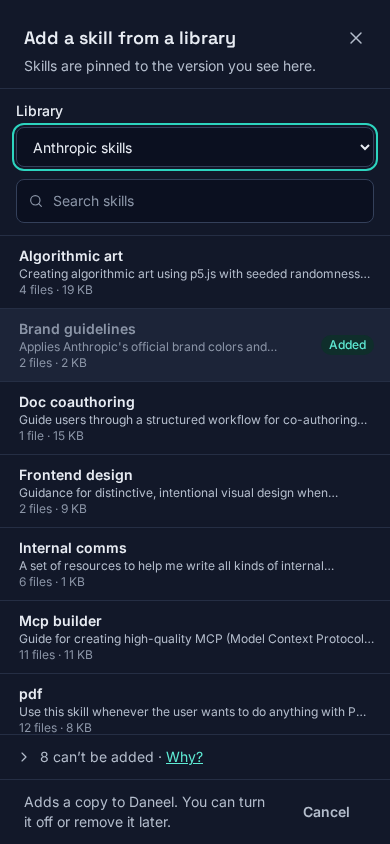 Add a skill from a library
Skills are pinned to the version you see here.
Library
Anthropic skills
Search skills
Algorithmic art
Creating algorithmic art using p5.js with seeded randomness...
4 files · 19 KB
Brand guidelines
Applies Anthropic's official brand colors and...
Added
2 files · 2 KB
Doc coauthoring
Guide users through a structured workflow for co-authoring...
1 file · 15 KB
Frontend design
Guidance for distinctive, intentional visual design when...
2 files · 9 KB
Internal comms
A set of resources to help me write all kinds of internal...
6 files · 1 KB
Mcp builder
Guide for creating high-quality MCP (Model Context Protocol...
11 files · 11 KB
pdf
Use this skill whenever the user wants to do anything with P...
12 files · 8 KB
8 can’t be added · Why?
Adds a copy to Daneel. You can turn
it off or remove it later.
Cancel